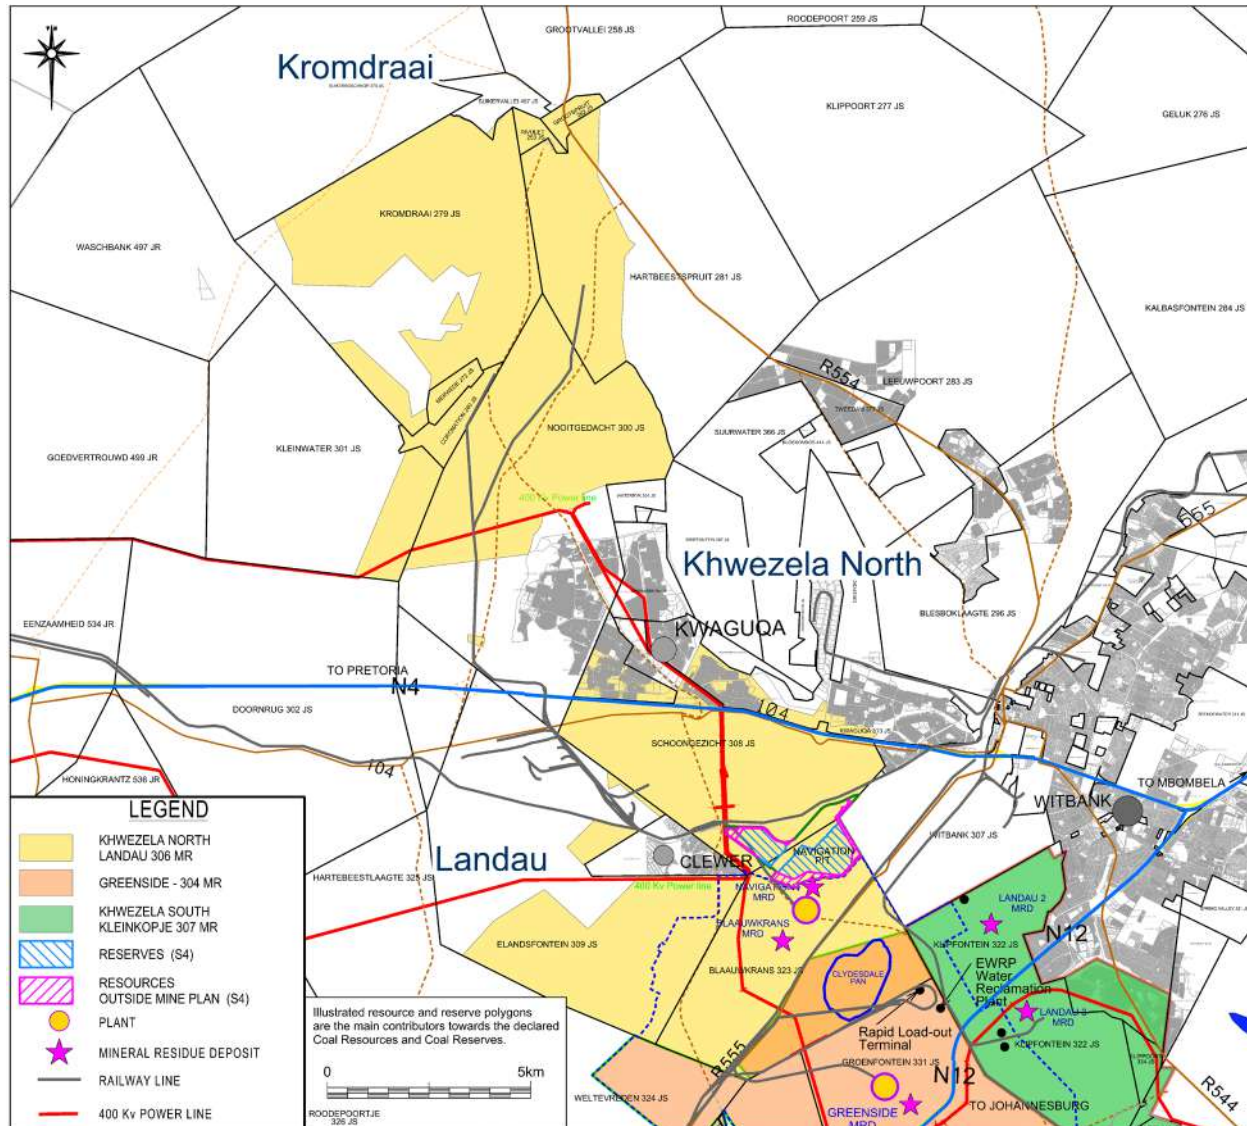 ROODEPOORT 259 JS
GROOTVALLEI 258 JS
Kromdraai
KLIPPOORT 277 JS
GELUK 276 JS
KROMDRAAI 279 JS
WASCHBANK 497 JR
HARTBEESTSPRUIT 281 JS
KALBASFONTEIN 284 JS
R554
LEEUWPOORT 283 JS
NOOITGEDACHT 300 JS
KLEINWATER 301 JS
GOEDVERTROUWD 499 JR
400 Kv Power line
555
Khwezela North
BLESBOKLAAGTE 296 JS
EENZAAMHEID 534 JR
KWAGUQA
TO PRETORIA
N4
DOORNRUG 302 JS
104
SCHOONGEZICHT 308 JS
104
HONINGKRANTZ 536 JR
TO MBOMBELA
WITBANK
WITBANK 307 JS
NAVIGATION
PIT
Landau
CLEWER
HARTEBEESTLAAGTE 325 JS
400 Kv Power line
NAVIGATION
MRD
BLAAUWKRANS
MRD
LANDAU 2
MRD
N12
ELANDSFONTEIN 309 JS
KLIPFONTEIN 322 JS
BLAAUWKRANS 323 JS
CLYDESDALE
PAN
EWRP
Water
Reclamation
Plant
LANDAU 3
MRD
Rapid Load-out
Terminal
KLIPFONTEIN 322 JS
R555
GROENFONTEIN 331 JS
N12
WELTEVREDEN 324 JS
GREENSIDE
MRD
TO JOHANNESBURG
R544
LEGEND
KHWEZELA NORTH
LANDAU 306 MR
GREENSIDE - 304 MR
KHWEZELA SOUTH
KLEINKOPJE 307 MR
RESERVES (S4)
RESOURCES
OUTSIDE MINE PLAN (S4)
PLANT
MINERAL RESIDUE DEPOSIT
RAILWAY LINE
400 Kv POWER LINE
Illustrated resource and reserve polygons
are the main contributors towards the declared
Coal Resources and Coal Reserves.
0 5km
ROODEPOORTJE
326 JS